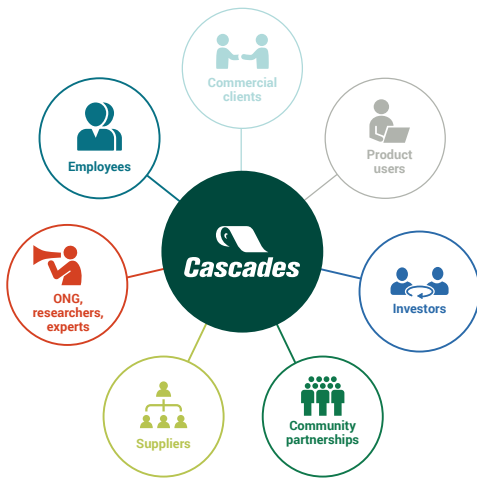 Commercial
clients
Product
users
Employees
Cascades
ONG,
researchers,
experts
Investors
Suppliers
Community
partnerships